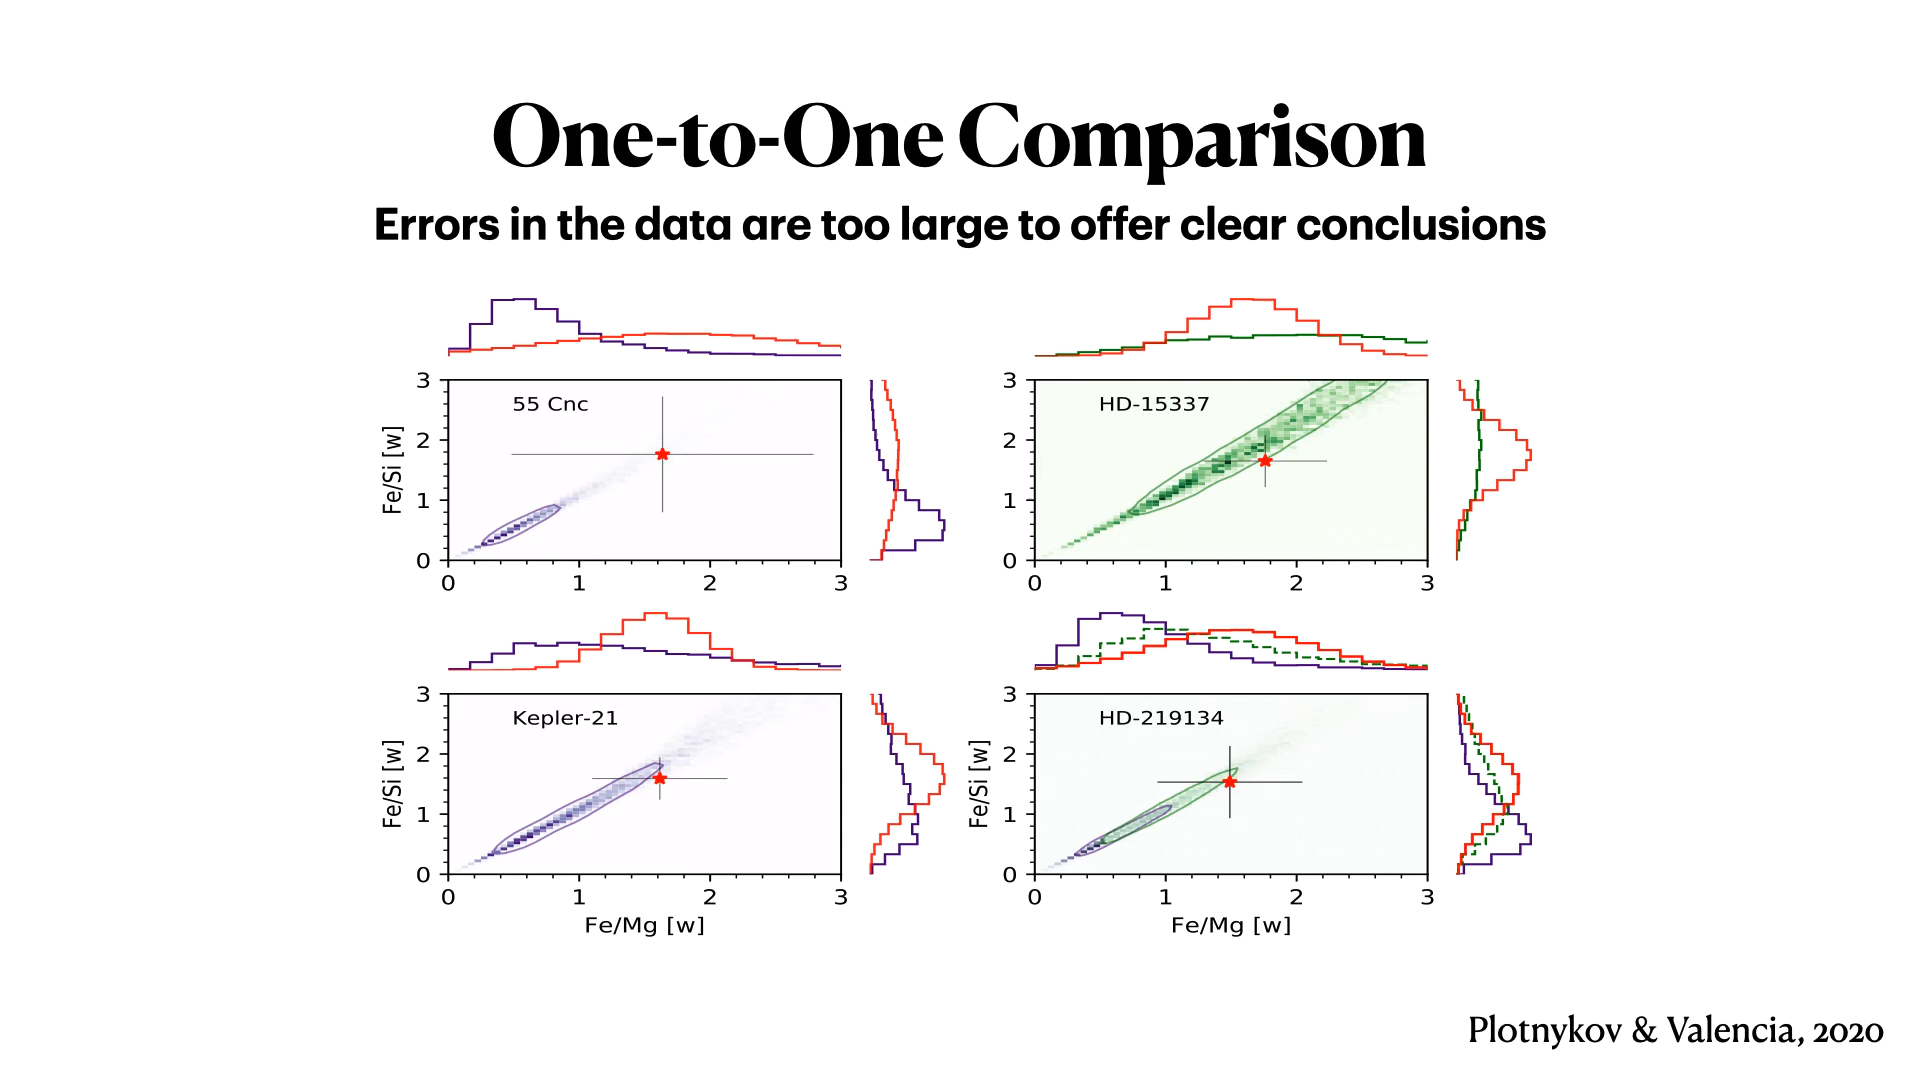 One-to-One Comparison
Errors in the data are too large to offer clear conclusions
55 Cnc
Fe/Si [w]
3
2
1
0
0 1 2 3
HD-15337
3
2
1
0
0 1 2 3
Kepler-21
Fe/Si [w]
3
2
1
0
0 1 2 3
Fe/Mg [w]
HD-219134
Fe/Si [w]
3
2
1
0
0 1 2 3
Fe/Mg [w]
Plotnykov & Valencia, 2020